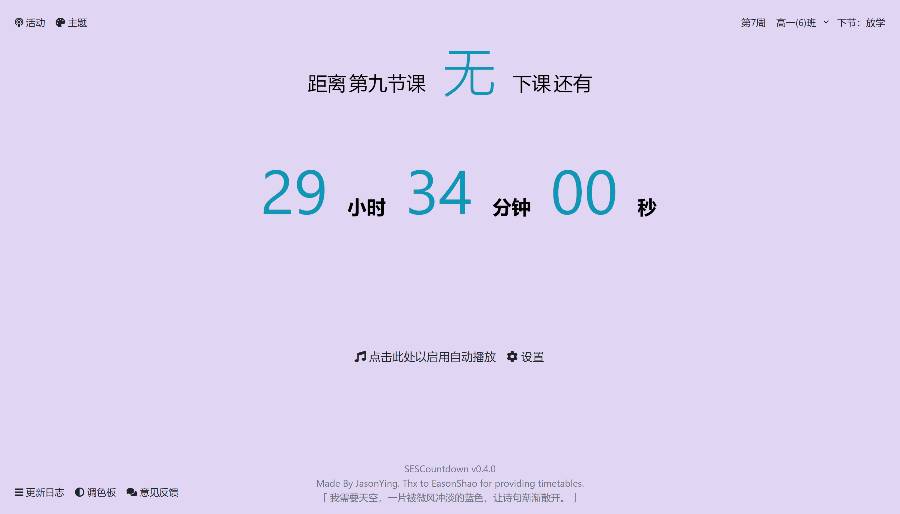 活动 主题 第7周 高一(6)班 下节：放学
距离第九节课 无 下课还有
29 小时 34 分钟 00 秒
点击此处以启用自动播放 设置
SESCountdown v0.4.0
Made By JasonYing. Thx to EasonShao for providing timetables.
更新日志 调色板 意见反馈
「 我需要天空，一片被微风冲淡的蓝色，让诗句渐渐散开。 」